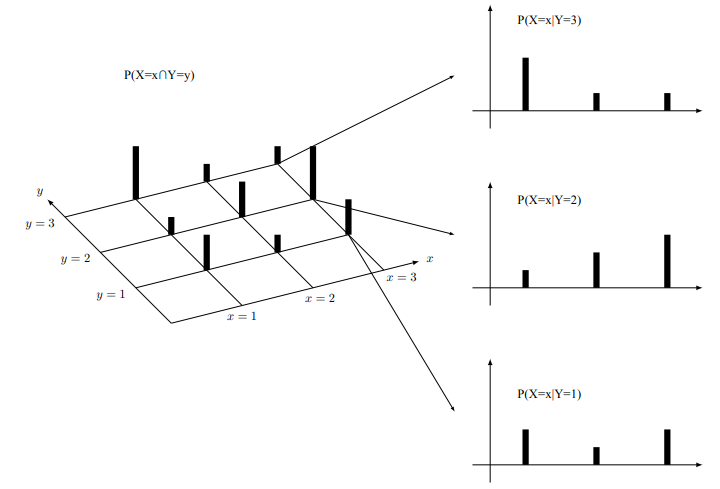 P(X=x|Y=3)
P(X=x∩Y=y)
y
y = 3
y = 2
y = 1
x
x = 3
x = 2
x = 1
P(X=x|Y=2)
P(X=x|Y=1)